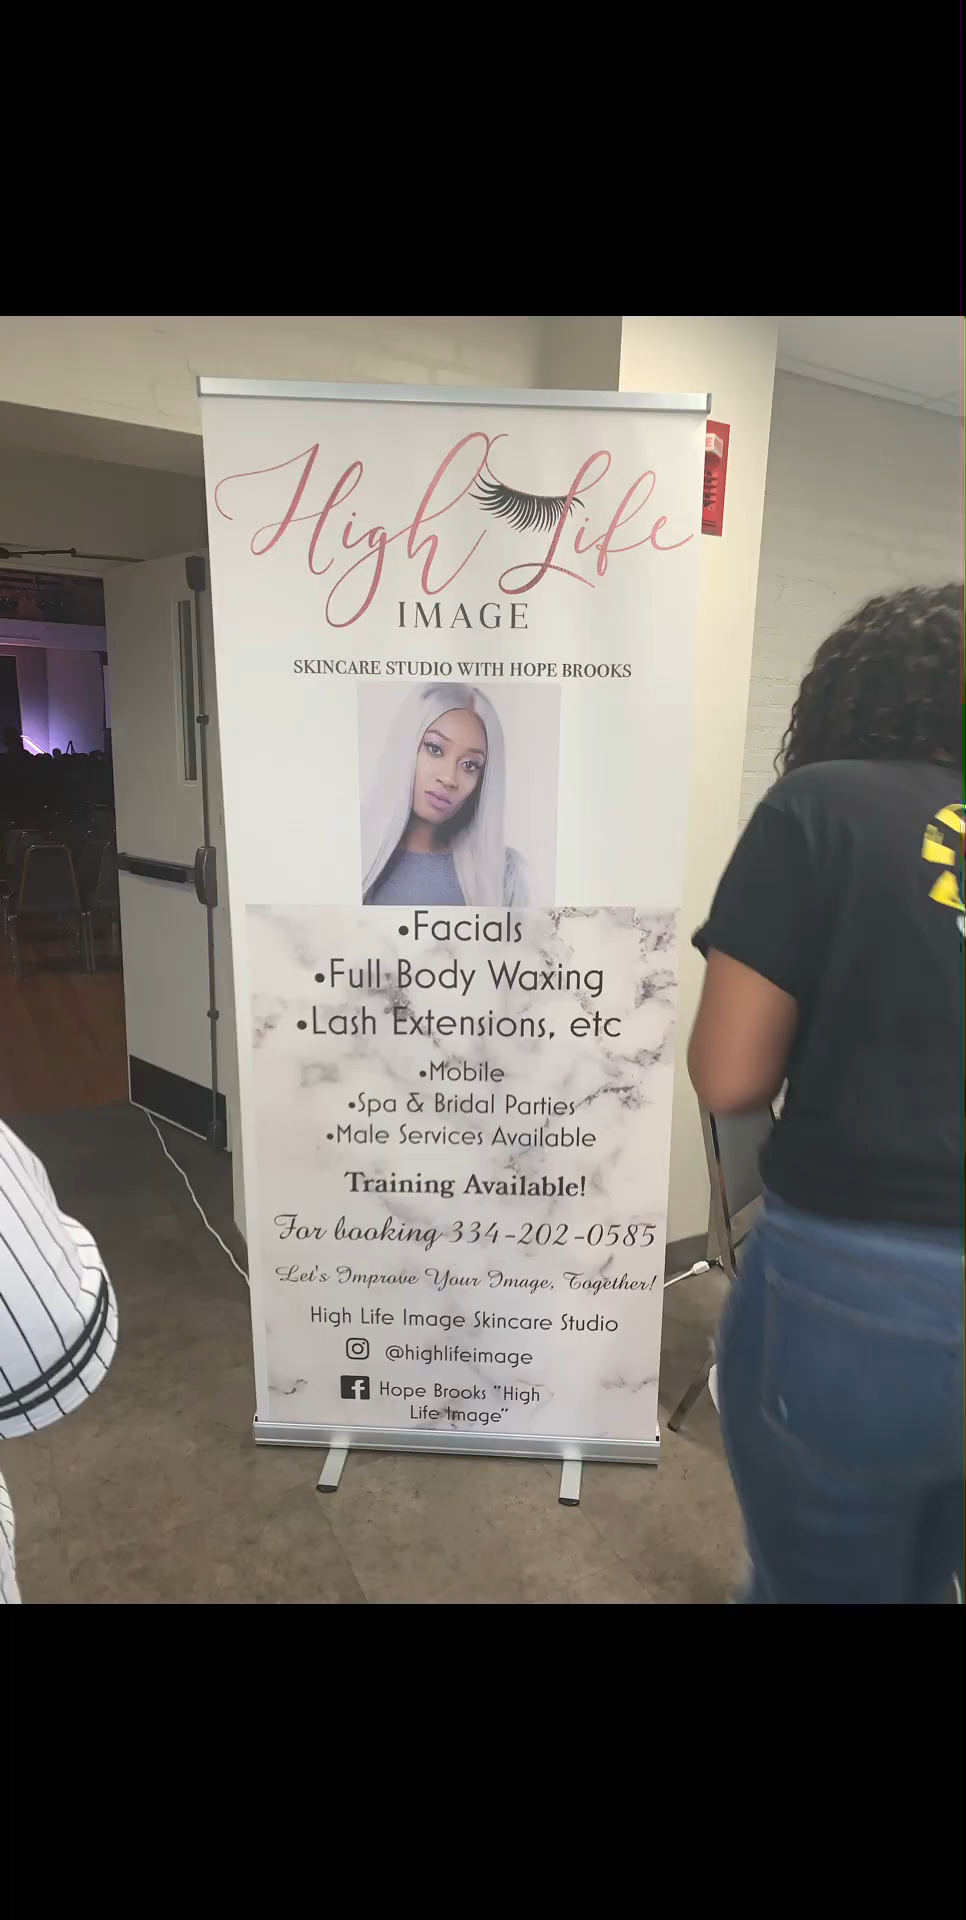 High Life
IMAGE
SKINCARE STUDIO WITH HOPE BROOKS
•Facials
•Full Body Waxing
•Lash Extensions, etc
•Mobile
•Spa & Bridal Parties
•Male Services Available
Training Available!
For booking 334-202-0585
Let's Improve Your Image, Together!
High Life Image Skincare Studio
@highlifeimage
Hope Brooks "High
Life Image"